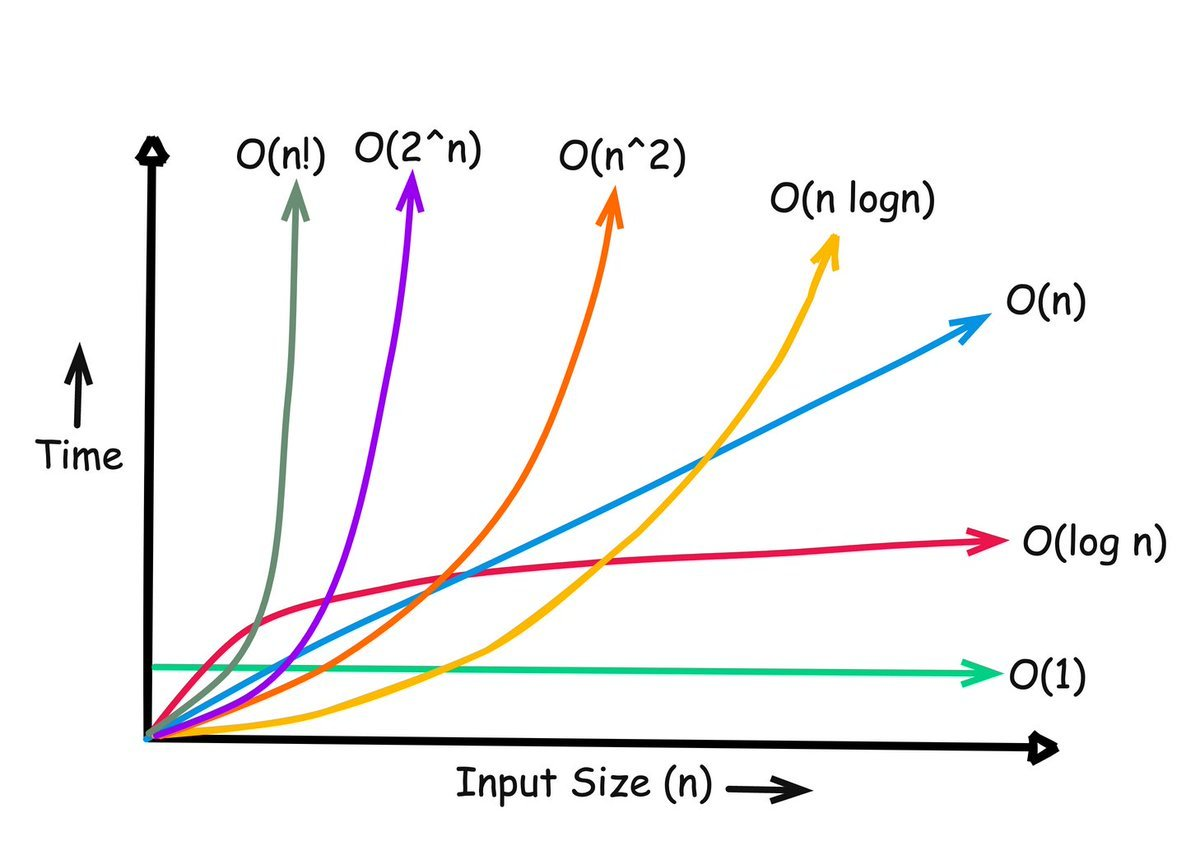 O(n!)
O(2^n)
O(n^2)
O(n logn)
O(n)
Time
O(log n)
O(1)
Input Size (n)